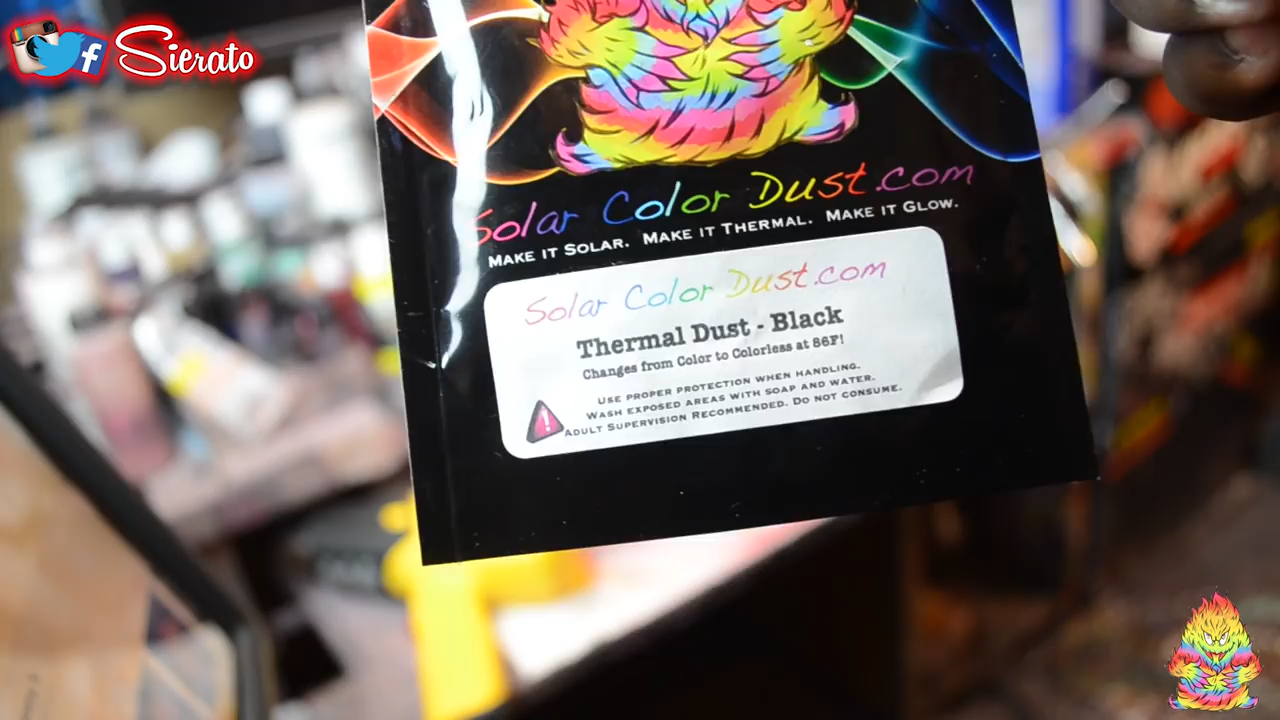 Sierato
Solar Color Dust.com
Make it Solar. Make it Thermal. Make it Glow.
Solar Color Dust.com
Thermal Dust - Black
Changes from Color to Colorless at 86F!
Use proper protection when handling.
Wash exposed areas with soap and water.
Adult Supervision Recommended. Do not consume.